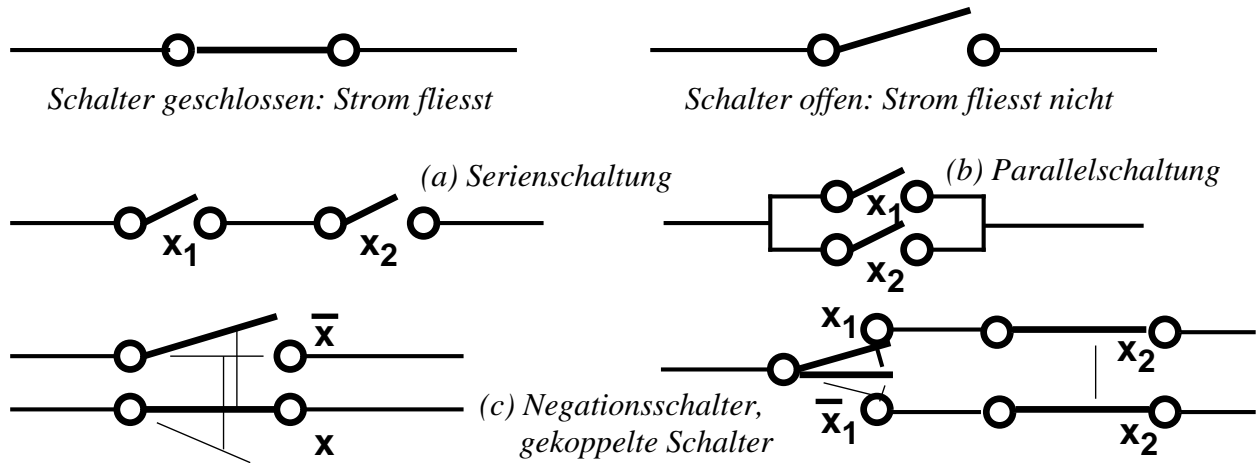 Schalter geschlossen: Strom fliesst
Schalter offen: Strom fliesst nicht
(a) Serienschaltung
x₁ x₂
(b) Parallelschaltung
x₁
x₂
x̅
x
(c) Negationsschalter,
gekoppelte Schalter
x₁
x₂
x̅₁
x₂